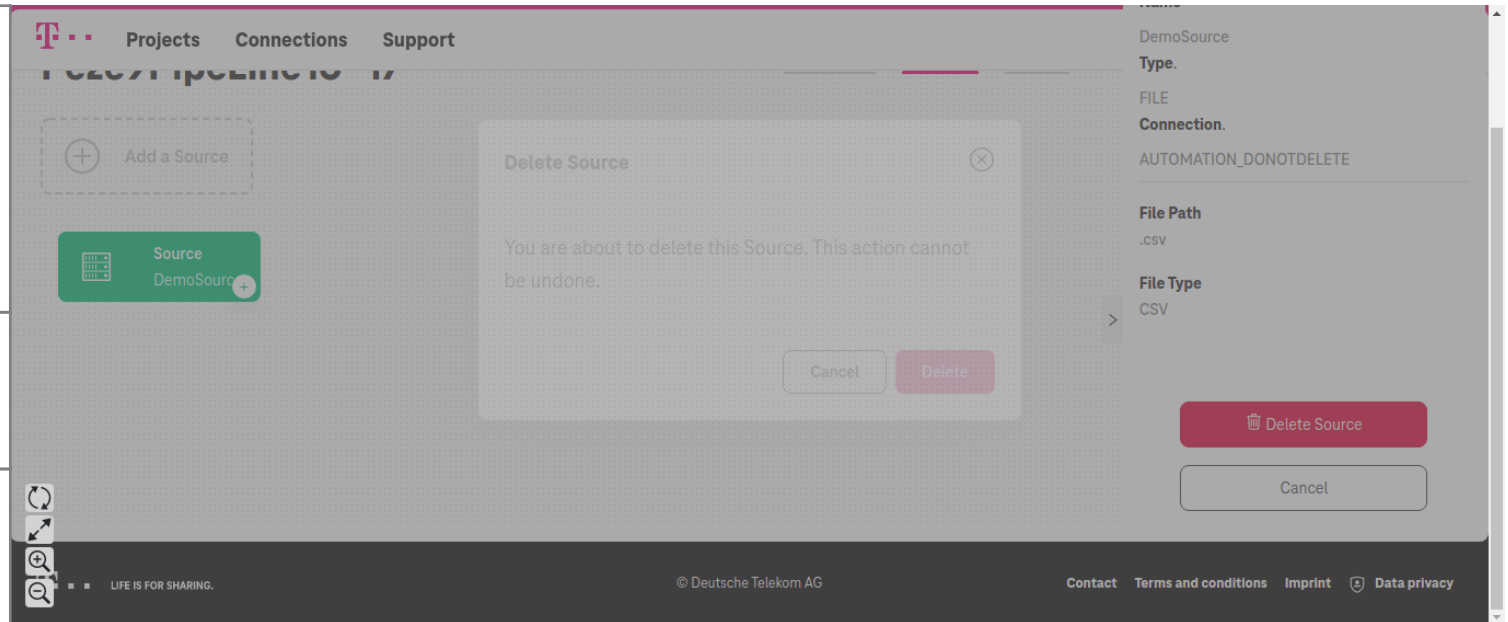 T
Projects Connections Support
Add a Source
Source
DemoSourc
Delete Source
You are about to delete this Source. This action cannot
be undone.
Cancel Delete
Name
DemoSource
Type.
FILE
Connection.
AUTOMATION_DONOTDELETE
File Path
.csv
File Type
CSV
Delete Source
Cancel
LIFE IS FOR SHARING.
© Deutsche Telekom AG
Contact Terms and conditions Imprint Data privacy